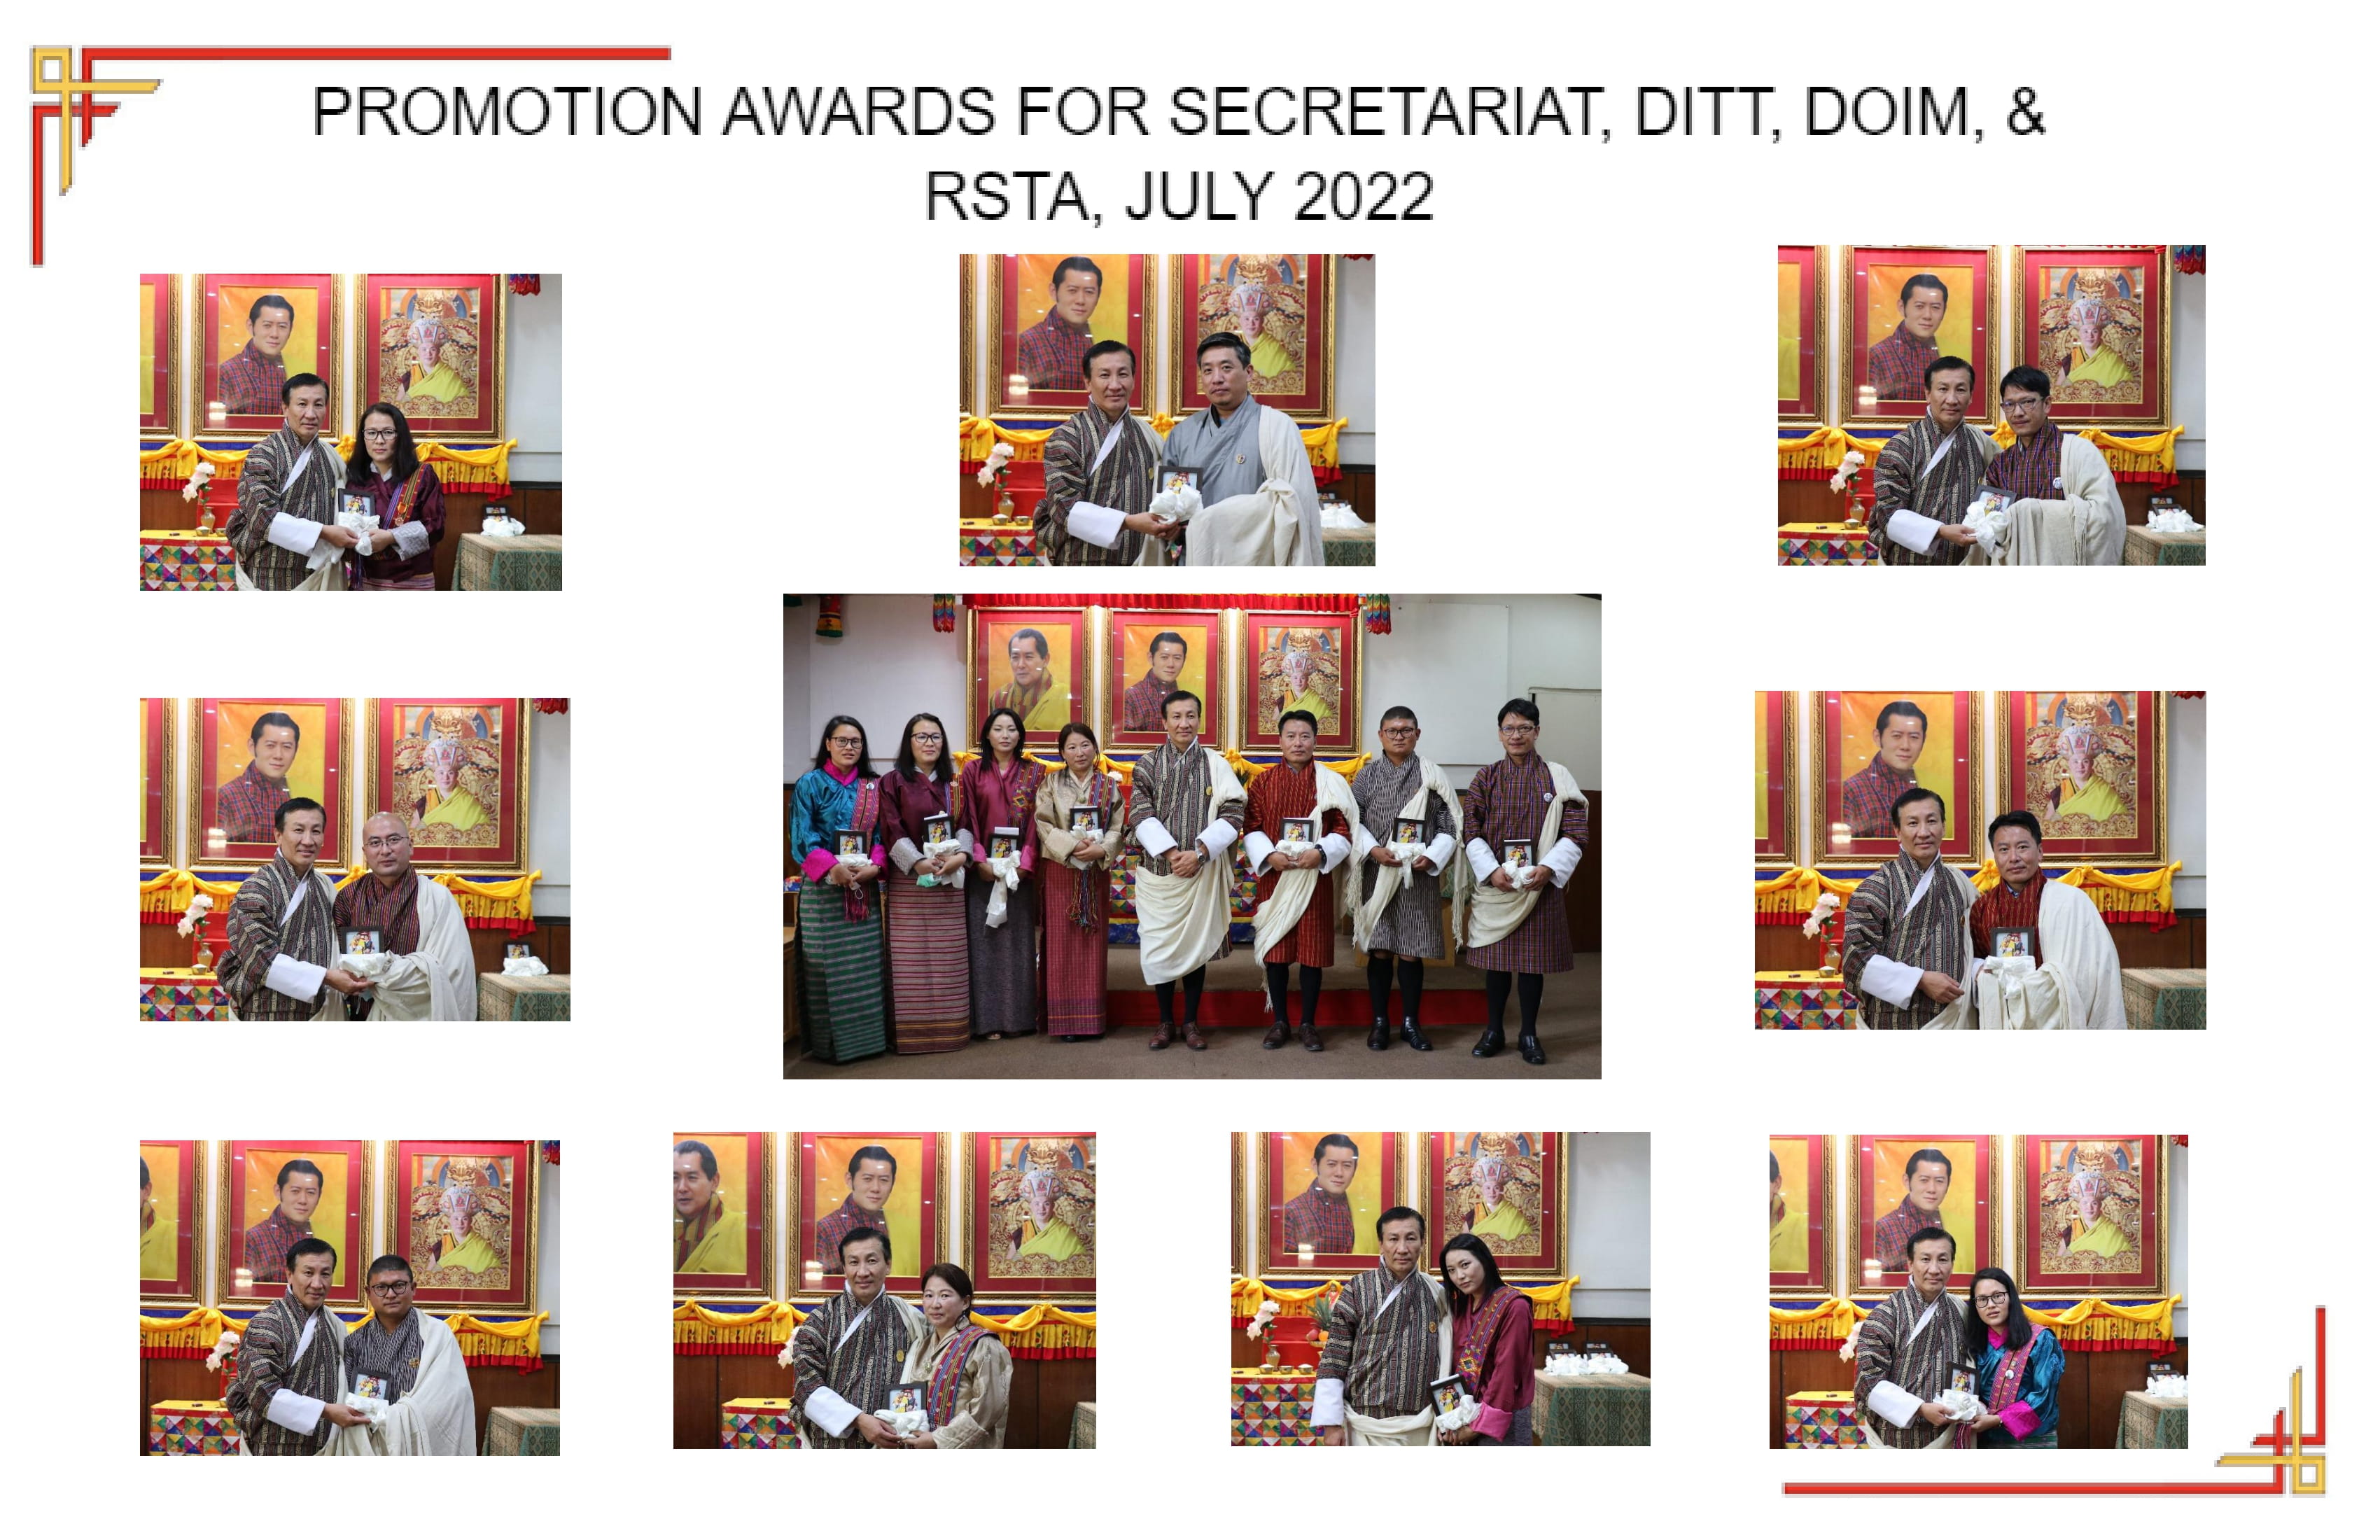 PROMOTION AWARDS FOR SECRETARIAT, DITT, DOIM, &
RSTA, JULY 2022